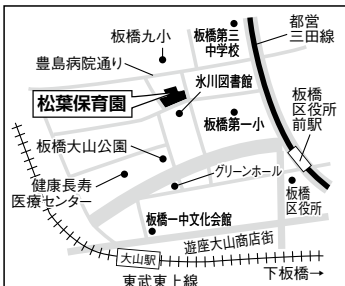 板橋九小
板橋第三
中学校
都営
三田線
豊島病院通り
氷川図書館
松葉保育園
板橋第一小
板橋
区役所
前駅
板橋大山公園
グリーンホール
健康長寿
医療センター
板橋
区役所
板橋一中文化会館
遊座大山商店街
大山駅
東武東上線
下板橋→